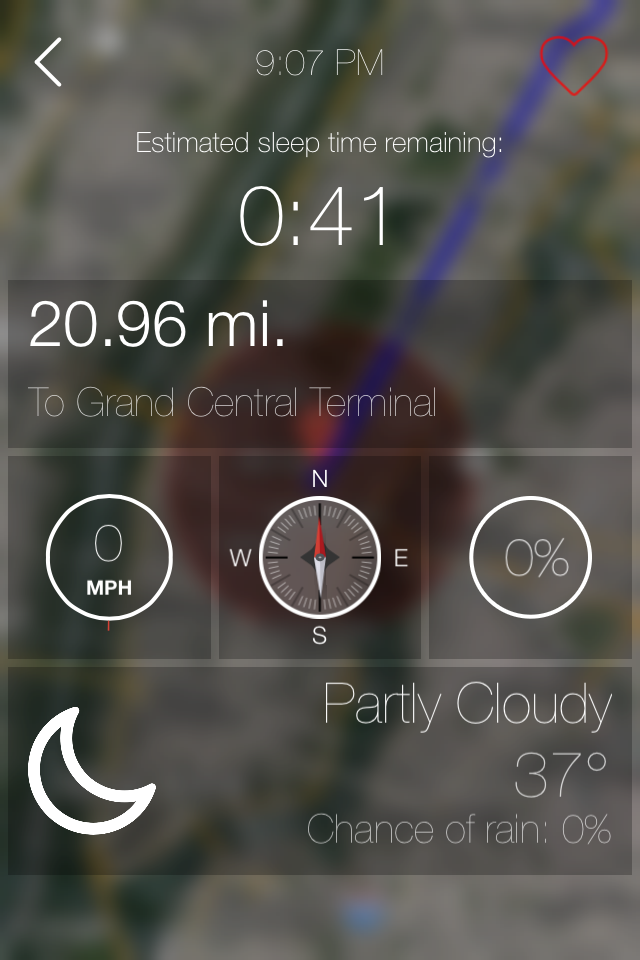 9:07 PM
Estimated sleep time remaining:
0:41
20.96 mi.
To Grand Central Terminal
0
MPH
N
W
E
S
0%
Partly Cloudy
37°
Chance of rain: 0%